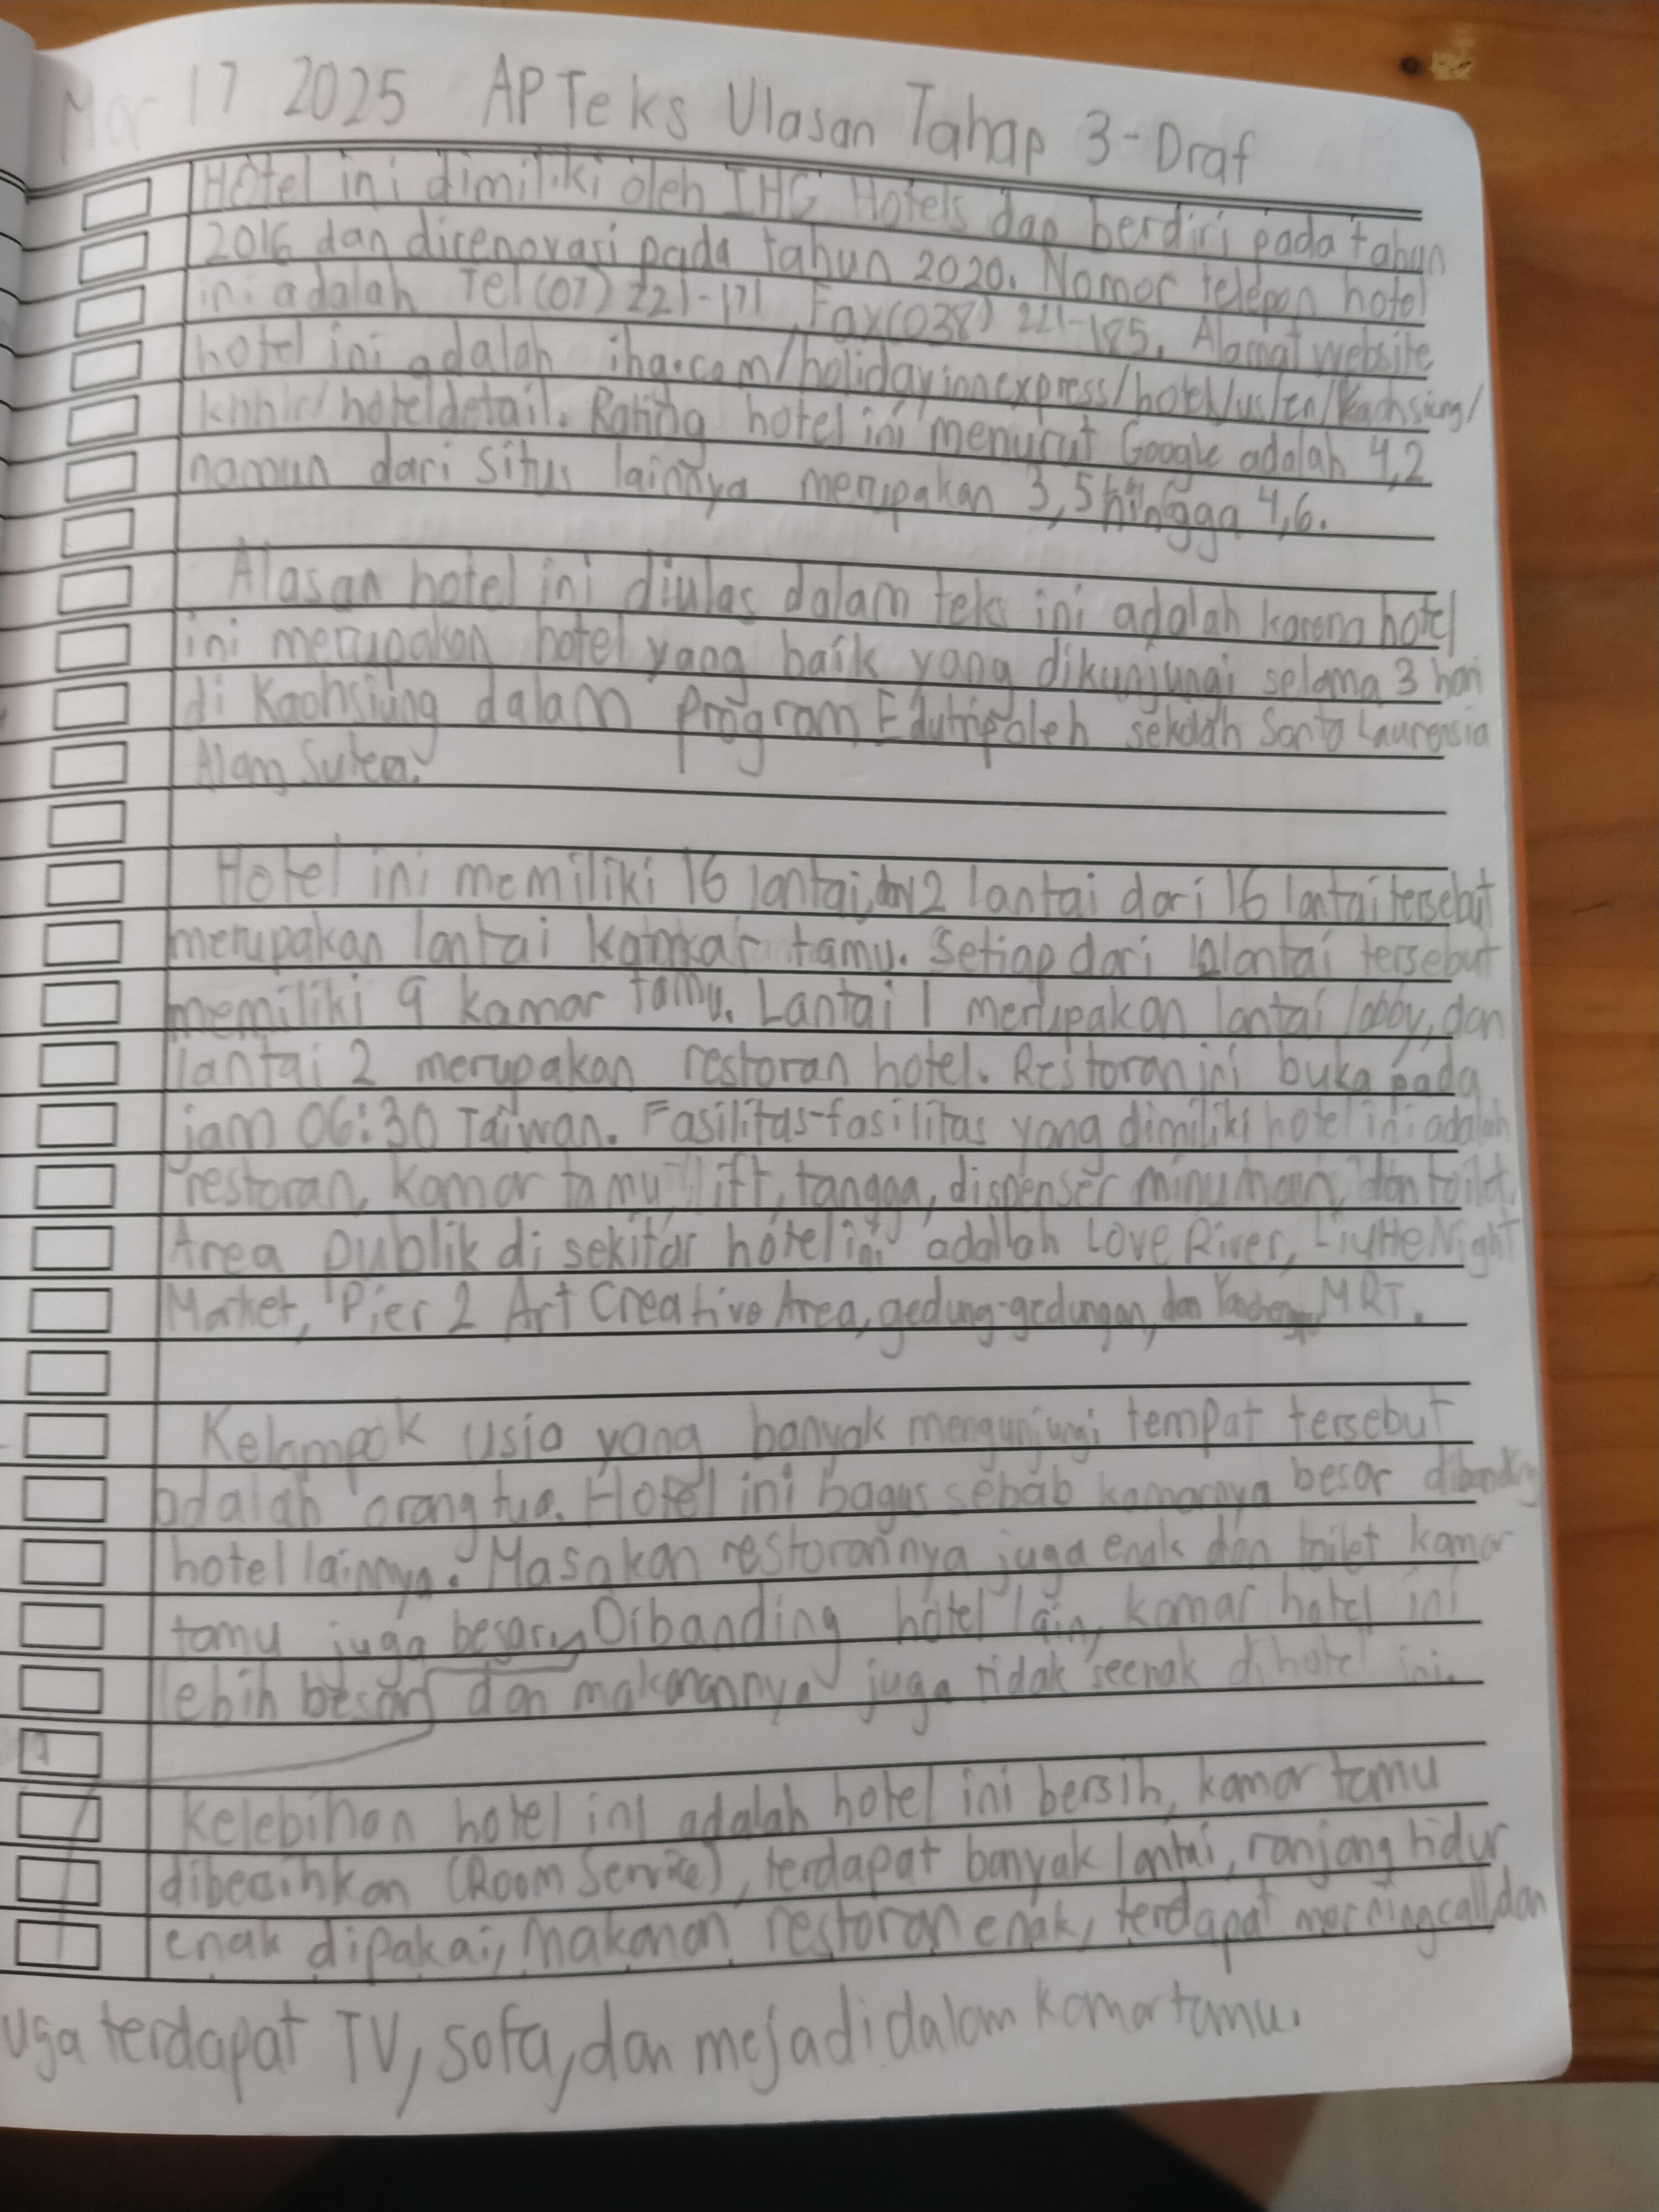 Mar 17 2025 AP Teks Ulasan Tahap 3-Draf
Hotel ini dimiliki oleh IHG Hotels dan berdiri pada tahun
2016 dan direnovasi pada tahun 2020. Nomor telepon hotel
ini adalah Tel(07) 221-171 Fax(038) 221-185. Alamat website
hotel ini adalah ihg.com/holidayinnexpress/hotel/us/en/Kaohsiung/
/hoteldetail. Rating hotel ini menurut Google adalah 4,2
namun dari situs lainnya merupakan 3,5 hingga 4,6.
Alasan hotel ini diulas dalam teks ini adalah karena hotel
ini merupakan hotel yang baik yang dikunjungi selama 3 hari
di Kaohsiung dalam program Edutrip oleh sekolah Santo Laurensia
Alam Sutera.
Hotel ini memiliki 16 lantai, 12 lantai dari 16 lantai tersebut
merupakan lantai kamar tamu. Setiap dari 12 lantai tersebut
memiliki 9 kamar tamu. Lantai 1 merupakan lantai lobby, dan
lantai 2 merupakan restoran hotel. Restoran ini buka pada
jam 06:30 Taiwan. Fasilitas-fasilitas yang dimiliki hotel ini adalah
restoran, kamar tamu, lift, tangga, dispenser minuman, dan toilet.
Area publik di sekitar hotel ini adallah Love River, LiuHe Night
Market, Pier 2 Art Creative Area, gedung-gedungan, dan MRT.
Kelompok usia yang banyak mengunjungi tempat tersebut
adalah orang tua. Hotel ini bagus sebab kamarnya besar dibanding
hotel lainnya. Masakan restorannya juga enak dan toilet kamar
tamu juga besar. Dibanding hotel lain, kamar hotel ini
lebih besar dan makanannya juga tidak seenak dihotel ini.
Kelebihan hotel ini adalah hotel ini bersih, kamar tamu
dibersihkan (Room Service), terdapat banyak lantai, ranjang tidur
enak dipakai, makanan restoran enak, terdapat morning call dan
uga terdapat TV, sofa, dan meja didalam kamar tamu.